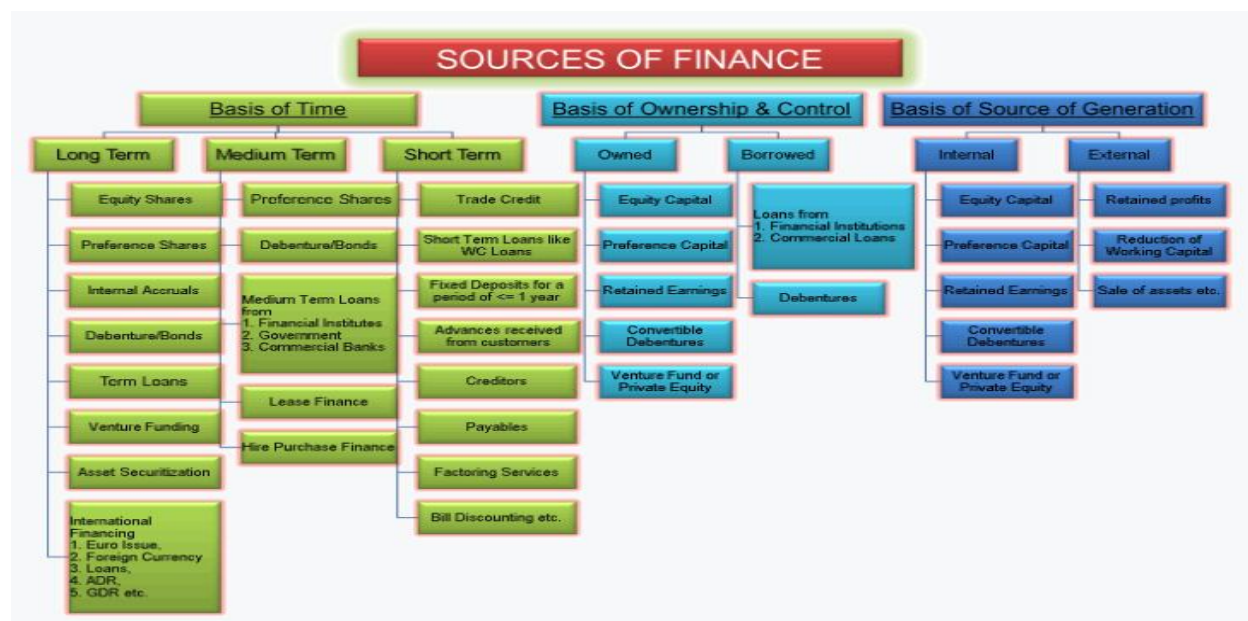 SOURCES OF FINANCE
Basis of Time
Long Term
Equity Shares
Preference Shares
Internal Accruals
Debenture/Bonds
Term Loans
Venture Funding
Asset Securitization
International
Financing
1. Euro Issue,
2. Foreign Currency
3. Loans,
4. ADR,
5. GDR etc.
Medium Term
Preference Shares
Debenture/Bonds
Medium Term Loans
from
1. Financial Institutes
2. Government
3. Commercial Banks
Lease Finance
Hire Purchase Finance
Short Term
Trade Credit
Short Term Loans like
WC Loans
Fixed Deposits for a
period of <= 1 year
Advances received
from customers
Creditors
Payables
Factoring Services
Bill Discounting etc.
Basis of Ownership & Control
Owned
Equity Capital
Preference Capital
Retained Earnings
Convertible
Debentures
Venture Fund or
Private Equity
Borrowed
Loans from
1. Financial Institutions
2. Commercial Loans
Debentures
Basis of Source of Generation
Internal
Equity Capital
Preference Capital
Retained Earnings
Convertible
Debentures
Venture Fund or
Private Equity
External
Retained profits
Reduction of
Working Capital
Sale of assets etc.